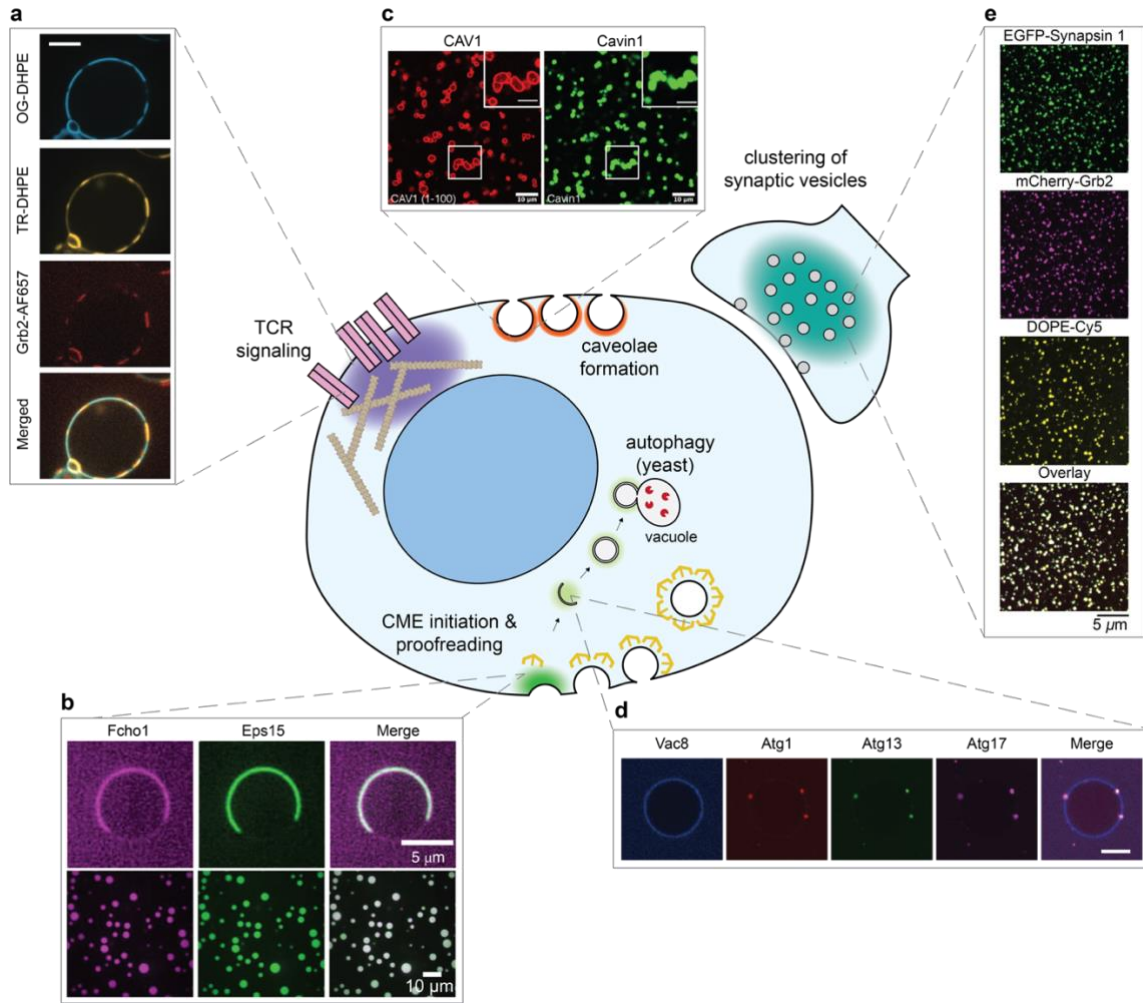 a
OG-DHPE
TR-DHPE
Grb2-AF657
Merged
c
CAV1
Cavin1
CAV1 (1-100)
10 µm
Cavin1
10 µm
e
EGFP-Synapsin 1
mCherry-Grb2
DOPE-Cy5
Overlay
5 µm
clustering of
synaptic vesicles
TCR
signaling
caveolae
formation
autophagy
(yeast)
vacuole
CME initiation &
proofreading
b
Fcho1
Eps15
Merge
5 µm
10 µm
d
Vac8
Atg1
Atg13
Atg17
Merge